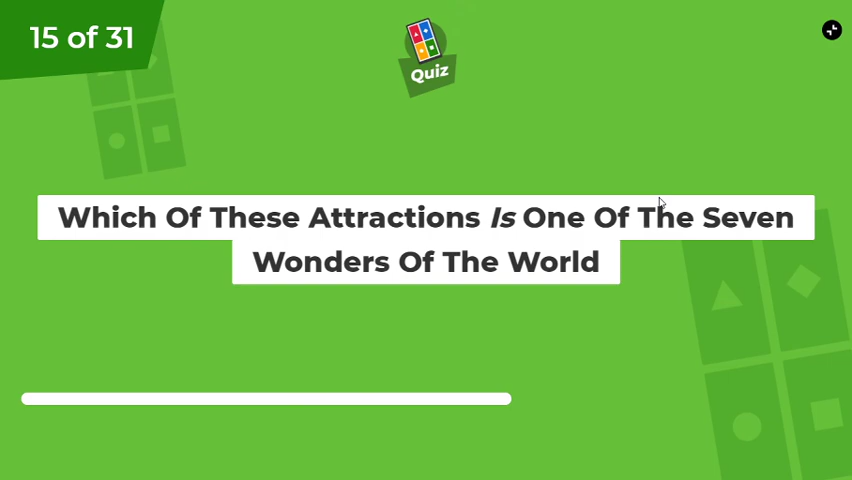 15 of 31
Quiz
Which Of These Attractions Is One Of The Seven
Wonders Of The World